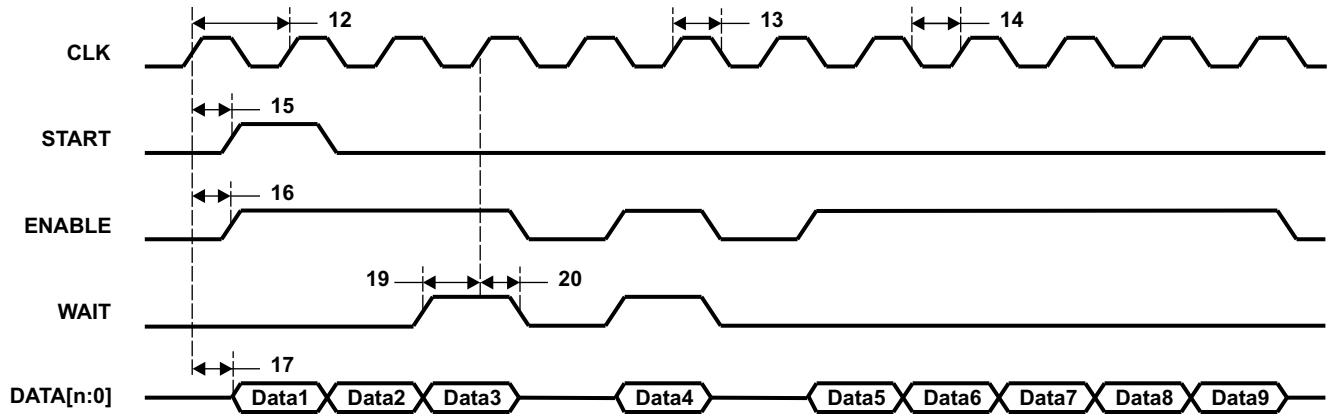 12 13 14
CLK
15
START
16
ENABLE
19 20
WAIT
17
DATA[n:0] Data1 Data2 Data3 Data4 Data5 Data6 Data7 Data8 Data9